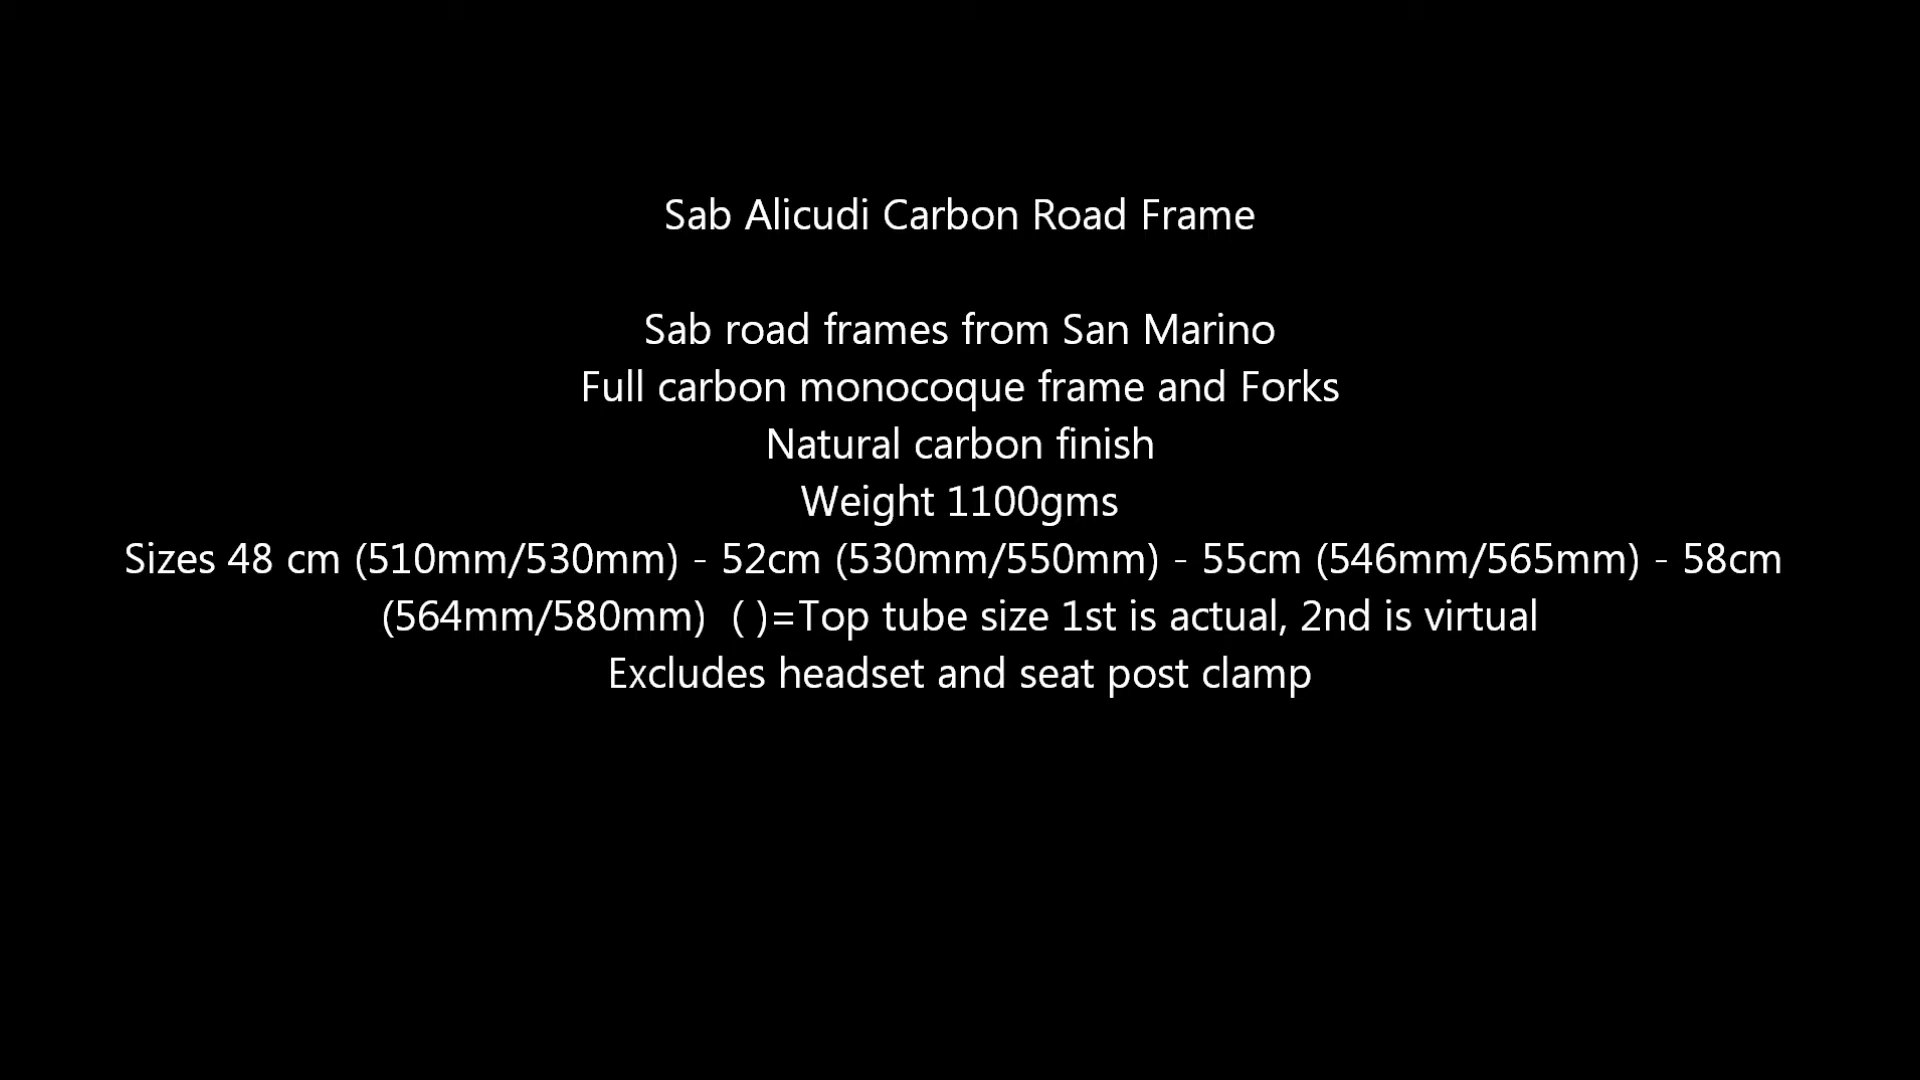 Sab Alicudi Carbon Road Frame
Sab road frames from San Marino
Full carbon monocoque frame and Forks
Natural carbon finish
Weight 1100gms
Sizes 48 cm (510mm/530mm) - 52cm (530mm/550mm) - 55cm (546mm/565mm) - 58cm
(564mm/580mm)  ( )=Top tube size 1st is actual, 2nd is virtual
Excludes headset and seat post clamp